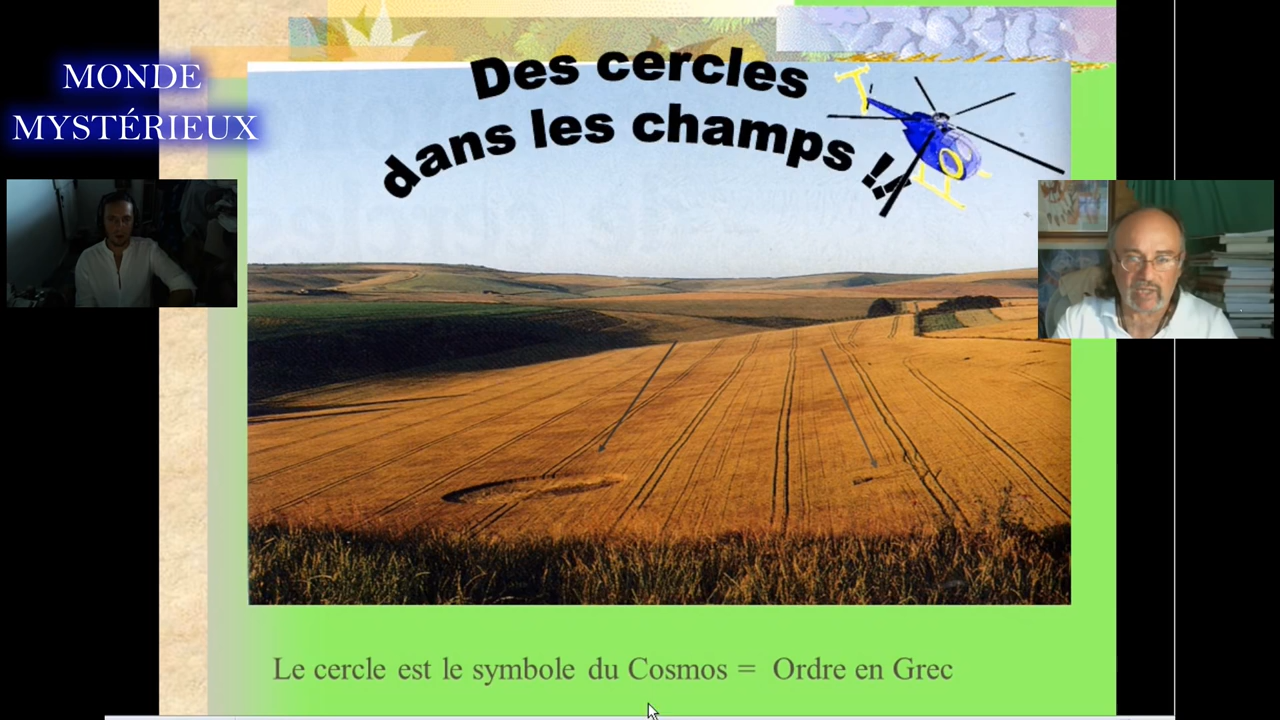 MONDE
MYSTÉRIEUX
Des cercles
dans les champs !!
Le cercle est le symbole du Cosmos = Ordre en Grec